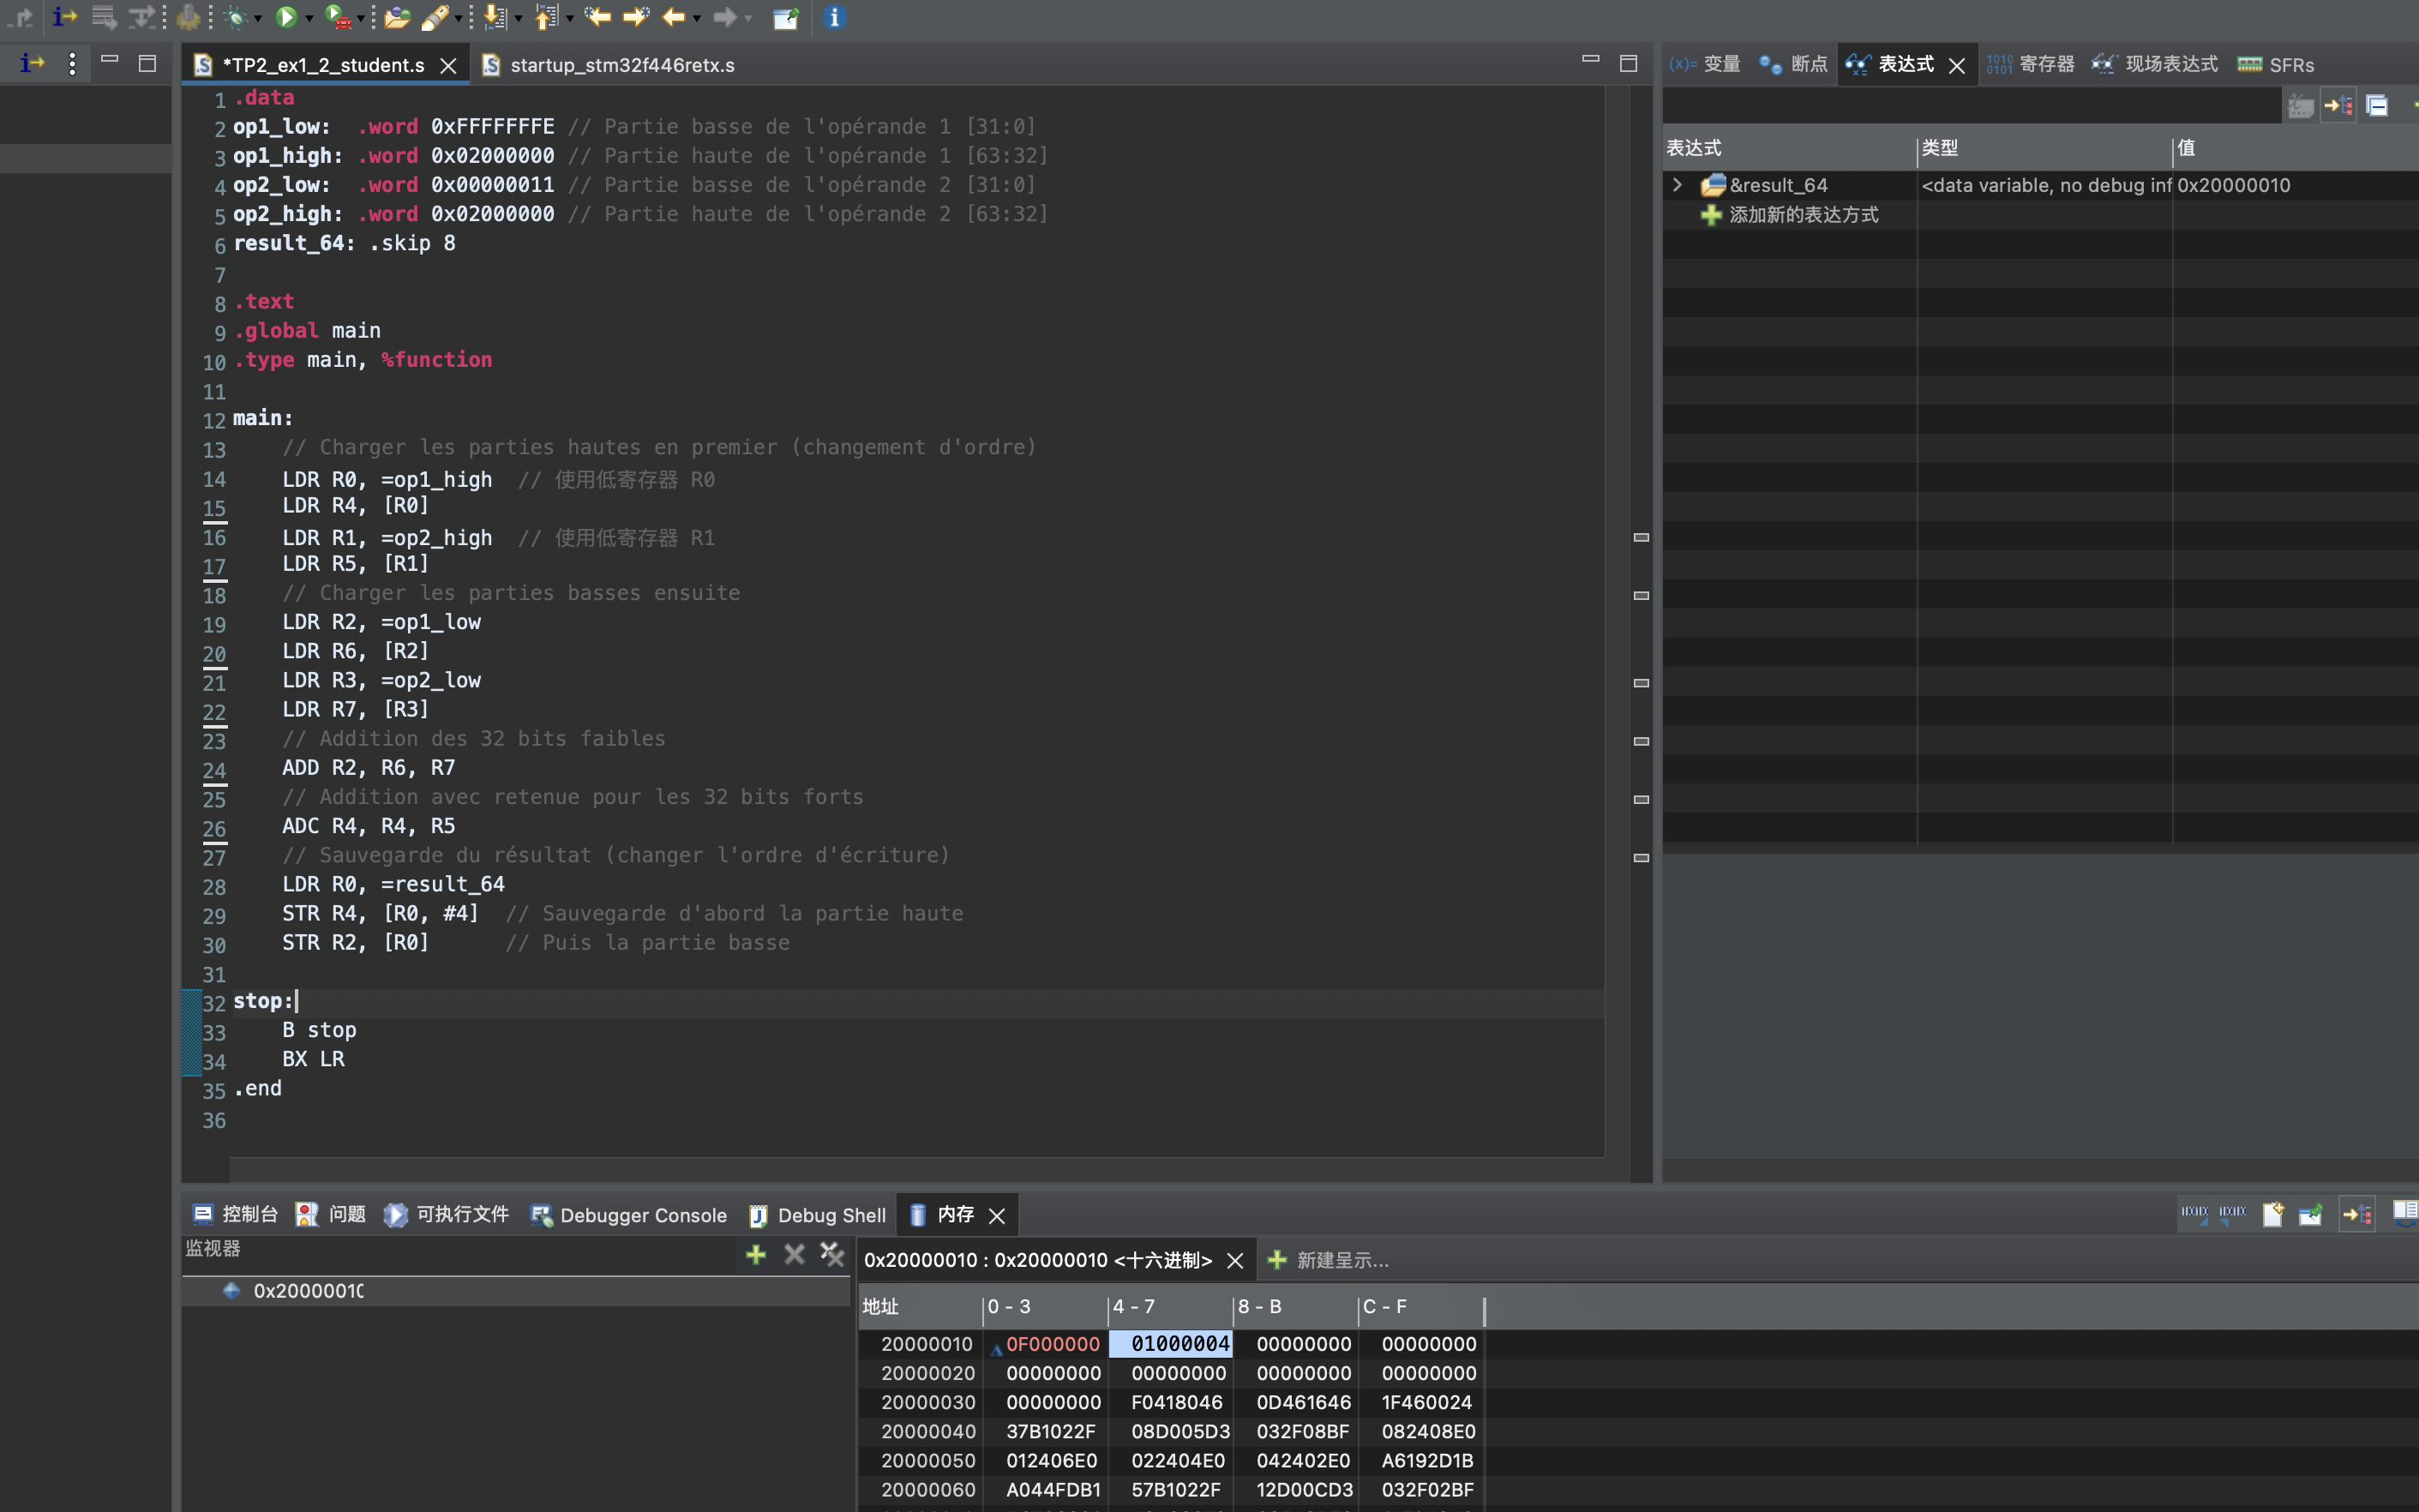 *TP2_ex1_2_student.s
startup_stm32f446retx.s
1 .data
2 op1_low:  .word 0xFFFFFFFE // Partie basse de l'opérande 1 [31:0]
3 op1_high: .word 0x02000000 // Partie haute de l'opérande 1 [63:32]
4 op2_low:  .word 0x00000011 // Partie basse de l'opérande 2 [31:0]
5 op2_high: .word 0x02000000 // Partie haute de l'opérande 2 [63:32]
6 result_64: .skip 8
7
8 .text
9 .global main
10 .type main, %function
11
12 main:
13     // Charger les parties hautes en premier (changement d'ordre)
14     LDR R0, =op1_high  // 使用低寄存器 R0
15     LDR R4, [R0]
16     LDR R1, =op2_high  // 使用低寄存器 R1
17     LDR R5, [R1]
18     // Charger les parties basses ensuite
19     LDR R2, =op1_low
20     LDR R6, [R2]
21     LDR R3, =op2_low
22     LDR R7, [R3]
23     // Addition des 32 bits faibles
24     ADD R2, R6, R7
25     // Addition avec retenue pour les 32 bits forts
26     ADC R4, R4, R5
27     // Sauvegarde du résultat (changer l'ordre d'écriture)
28     LDR R0, =result_64
29     STR R4, [R0, #4]  // Sauvegarde d'abord la partie haute
30     STR R2, [R0]      // Puis la partie basse
31
32 stop:
33     B stop
34     BX LR
35 .end
36
(x)= 变量 断点 表达式 1010 0101 寄存器 现场表达式 SFRs
表达式 类型 值
&result_64 <data variable, no debug inf 0x20000010
添加新的表达方式
控制台 问题 可执行文件 Debugger Console Debug Shell 内存
监视器
0x20000010
0x20000010 : 0x20000010 <十六进制> 新建呈示...
地址 0 - 3 4 - 7 8 - B C - F
20000010 0F000000 01000004 00000000 00000000
20000020 00000000 00000000 00000000 00000000
20000030 00000000 F0418046 0D461646 1F460024
20000040 37B1022F 08D005D3 032F08BF 082408E0
20000050 012406E0 022404E0 042402E0 A6192D1B
20000060 A044FDB1 57B1022F 12D00CD3 032F02BF